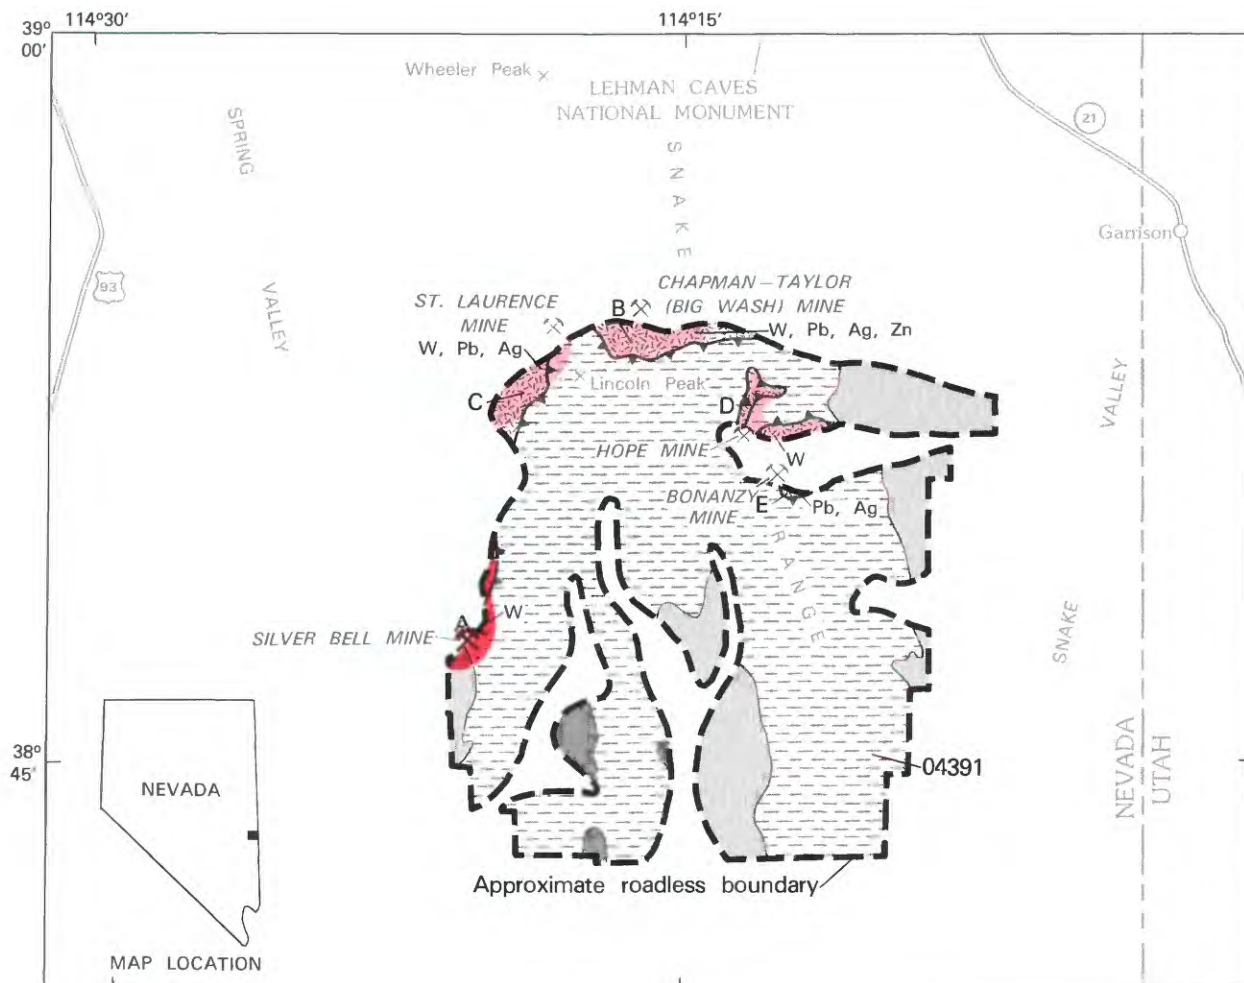 114°30'
114°15'
39°
00'
Wheeler Peak
LEHMAN CAVES
NATIONAL MONUMENT
21
SPRING
VALLEY
SNAKE
RANGE
Garrison
93
CHAPMAN-TAYLOR
(BIG WASH) MINE
ST. LAURENCE
MINE
B
W, Pb, Ag
W, Pb, Ag, Zn
Lincoln Peak
C
D
HOPE MINE
W
BONANZY
MINE
E
Pb, Ag
SNAKE
VALLEY
A
W
SILVER BELL MINE
38°
45'
04391
NEVADA
UTAH
NEVADA
Approximate roadless boundary
MAP LOCATION